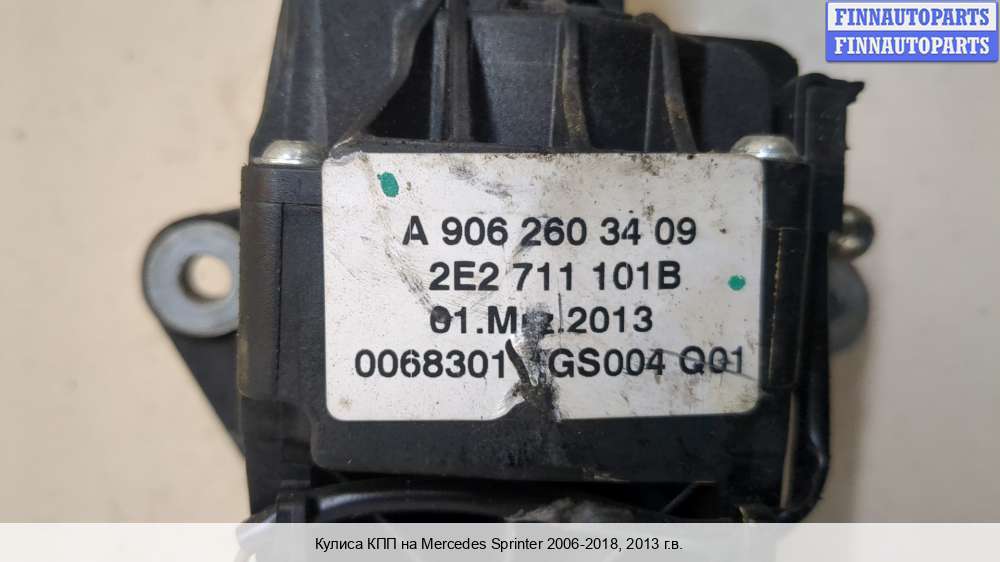 FINNAUTOPARTS
FINNAUTOPARTS
A 906 260 34 09
2E2 711 101B
01. .2013
0068301 GS004 Q01
Кулиса КПП на Mercedes Sprinter 2006-2018, 2013 г.в.